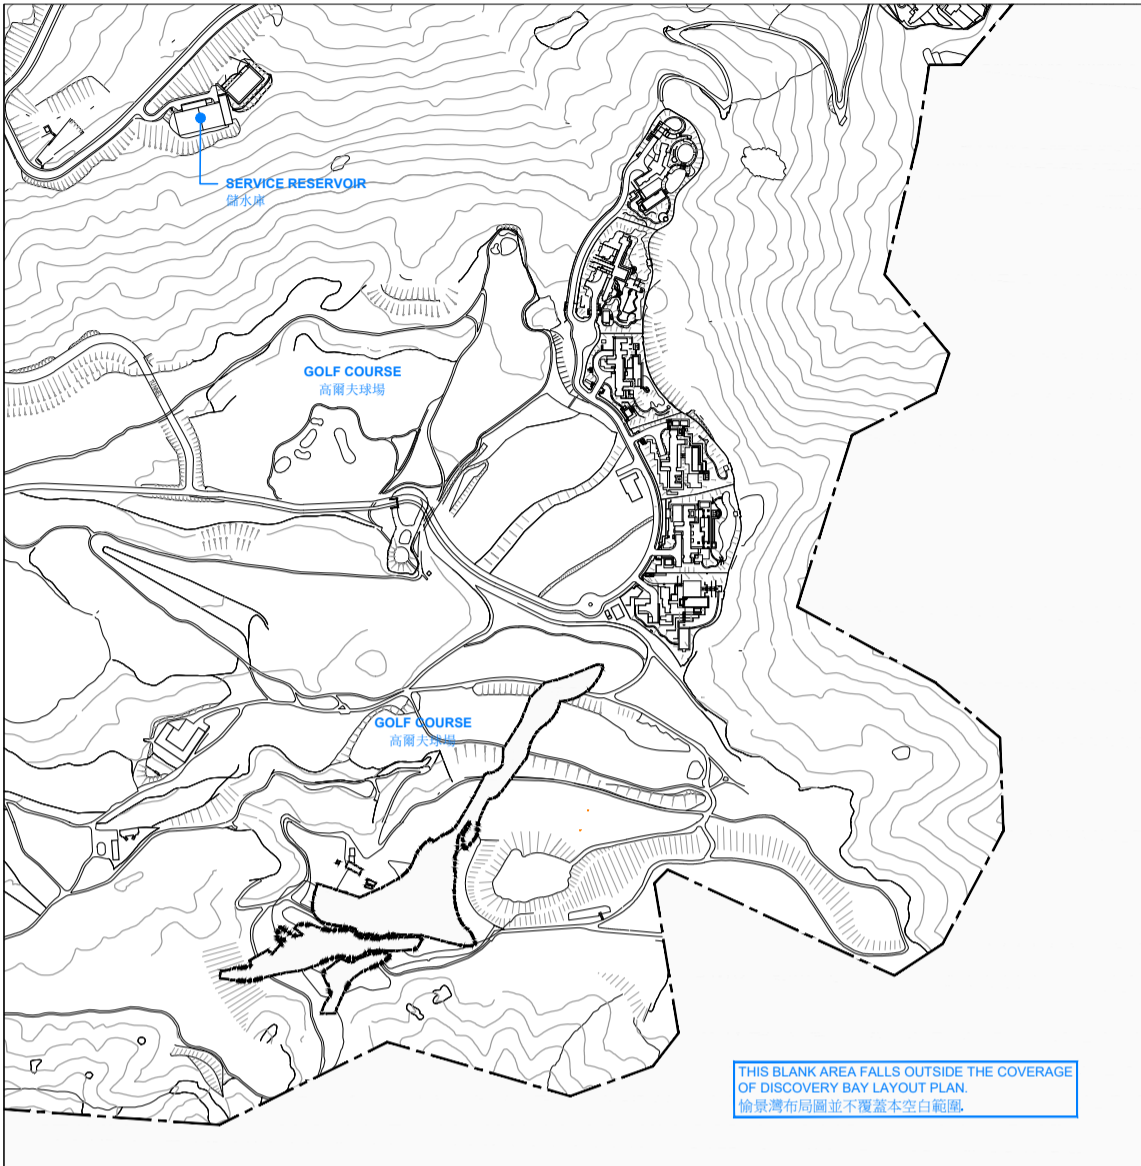 SERVICE RESERVOIR
儲水庫
GOLF COURSE
高爾夫球場
GOLF COURSE
高爾夫球場
THIS BLANK AREA FALLS OUTSIDE THE COVERAGE
OF DISCOVERY BAY LAYOUT PLAN.
愉景灣布局圖並不覆蓋本空白範圍.